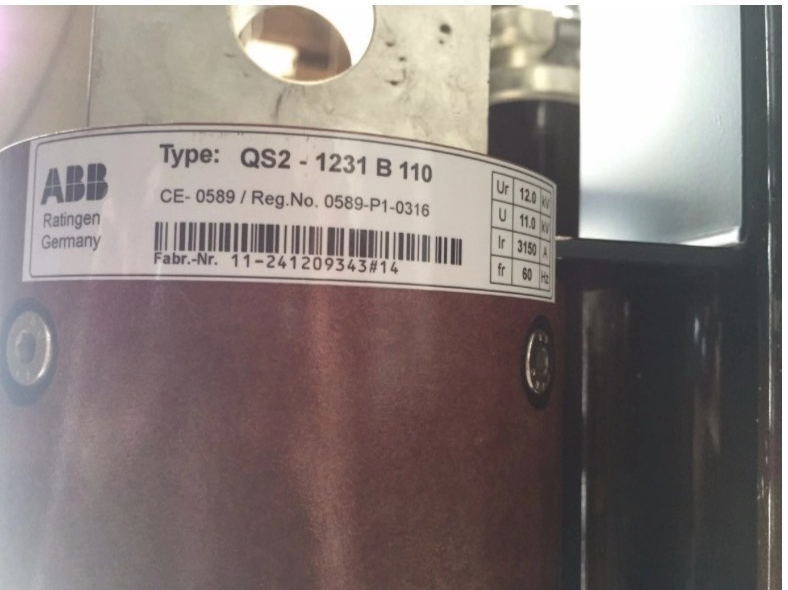 ABB
Ratingen
Germany
Type: QS2 - 1231 B 110
CE- 0589 / Reg.No. 0589-P1-0316
Fabr.-Nr. 11-241209343#14
Ur 12.0 kV
U 11.0 kV
Ir 3150 A
fr 60 Hz